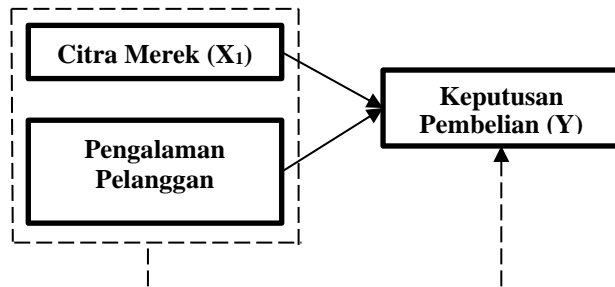 Citra Merek (X₁)
Keputusan
Pembelian (Y)
Pengalaman
Pelanggan